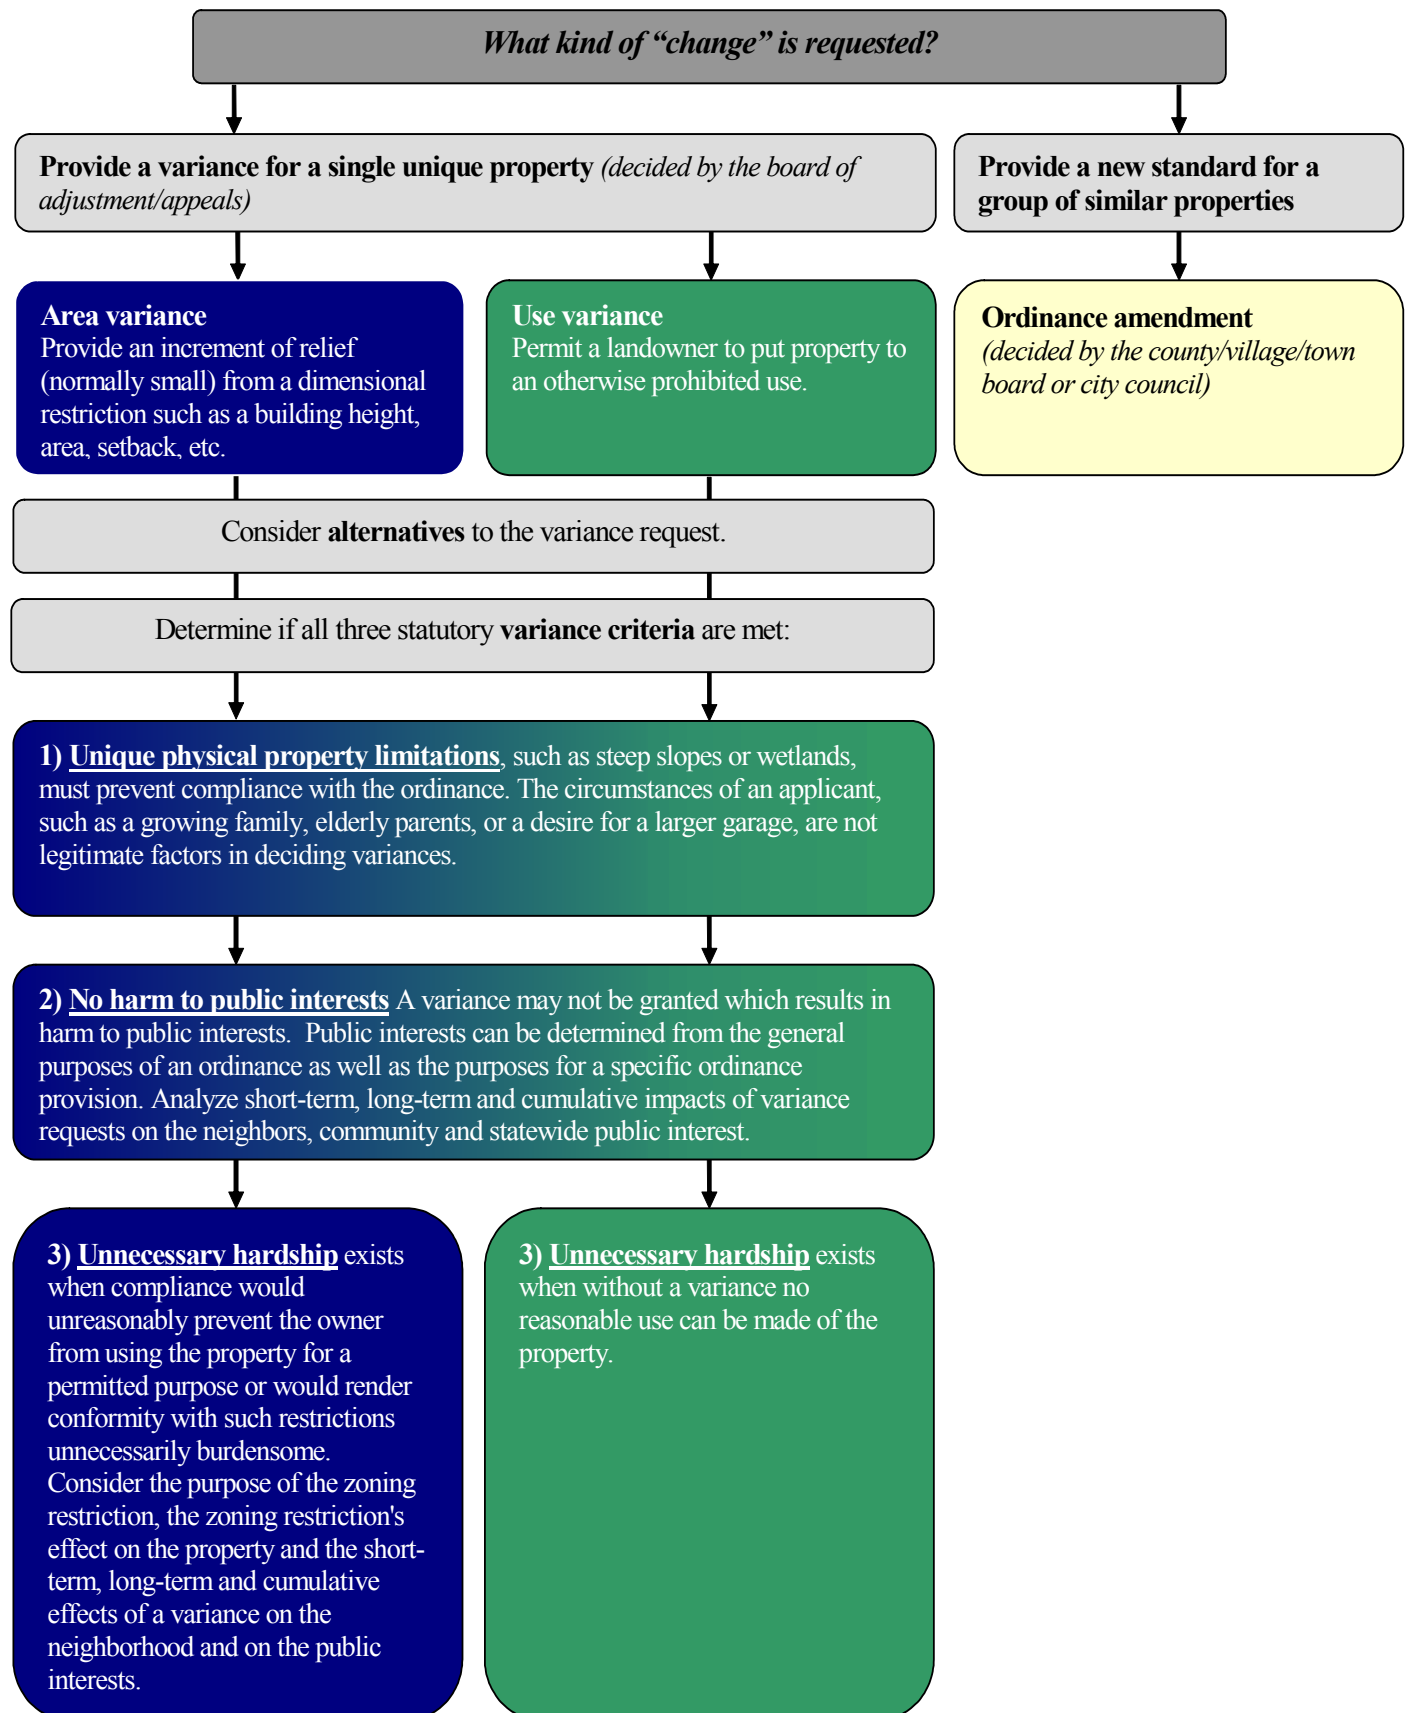 What kind of “change” is requested?
Provide a variance for a single unique property (decided by the board of
adjustment/appeals)
Provide a new standard for a
group of similar properties
Area variance
Provide an increment of relief
(normally small) from a dimensional
restriction such as a building height,
area, setback, etc.
Use variance
Permit a landowner to put property to
an otherwise prohibited use.
Ordinance amendment
(decided by the county/village/town
board or city council)
Consider alternatives to the variance request.
Determine if all three statutory variance criteria are met:
1) Unique physical property limitations, such as steep slopes or wetlands,
must prevent compliance with the ordinance. The circumstances of an applicant,
such as a growing family, elderly parents, or a desire for a larger garage, are not
legitimate factors in deciding variances.
2) No harm to public interests A variance may not be granted which results in
harm to public interests.  Public interests can be determined from the general
purposes of an ordinance as well as the purposes for a specific ordinance
provision. Analyze short-term, long-term and cumulative impacts of variance
requests on the neighbors, community and statewide public interest.
3) Unnecessary hardship exists
when compliance would
unreasonably prevent the owner
from using the property for a
permitted purpose or would render
conformity with such restrictions
unnecessarily burdensome.
Consider the purpose of the zoning
restriction, the zoning restriction's
effect on the property and the short-
term, long-term and cumulative
effects of a variance on the
neighborhood and on the public
interests.
3) Unnecessary hardship exists
when without a variance no
reasonable use can be made of the
property.